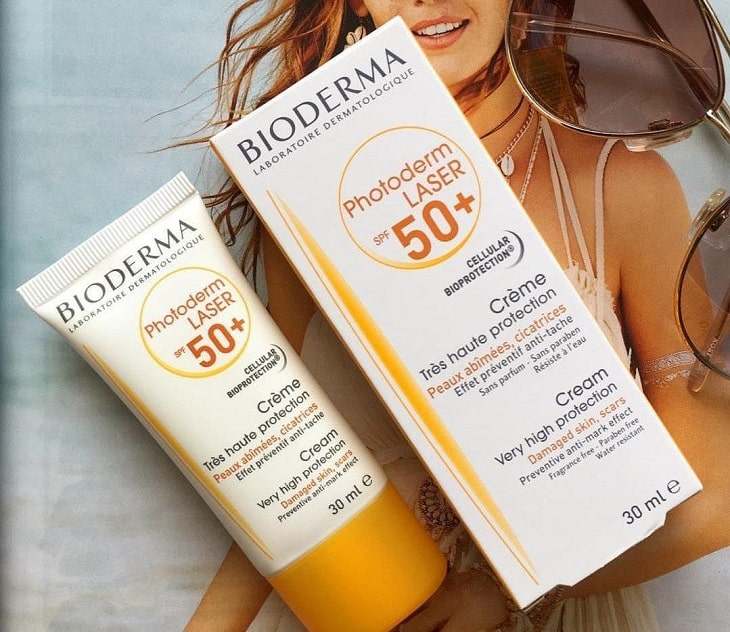 BIODERMA
LABORATOIRE DERMATOLOGIQUE
Photoderm
LASER
SPF 50+
CELLULAR
BIOPROTECTION®
Crème
Très haute protection
Peaux abîmées, cicatrices
Effet préventif anti-tache
Cream
Very high protection
Damaged skin, scars
Preventive anti-mark effect
30 ml e
BIODERMA
LABORATOIRE DERMATOLOGIQUE
Photoderm
LASER
SPF 50+
CELLULAR
BIOPROTECTION®
Crème
Très haute protection
Peaux abîmées, cicatrices
Effet préventif anti-tache
Sans parfum - Sans paraben
Résiste à l'eau
Cream
Very high protection
Damaged skin, scars
Preventive anti-mark effect
Fragrance free - Paraben free
Water resistant
30 ml e